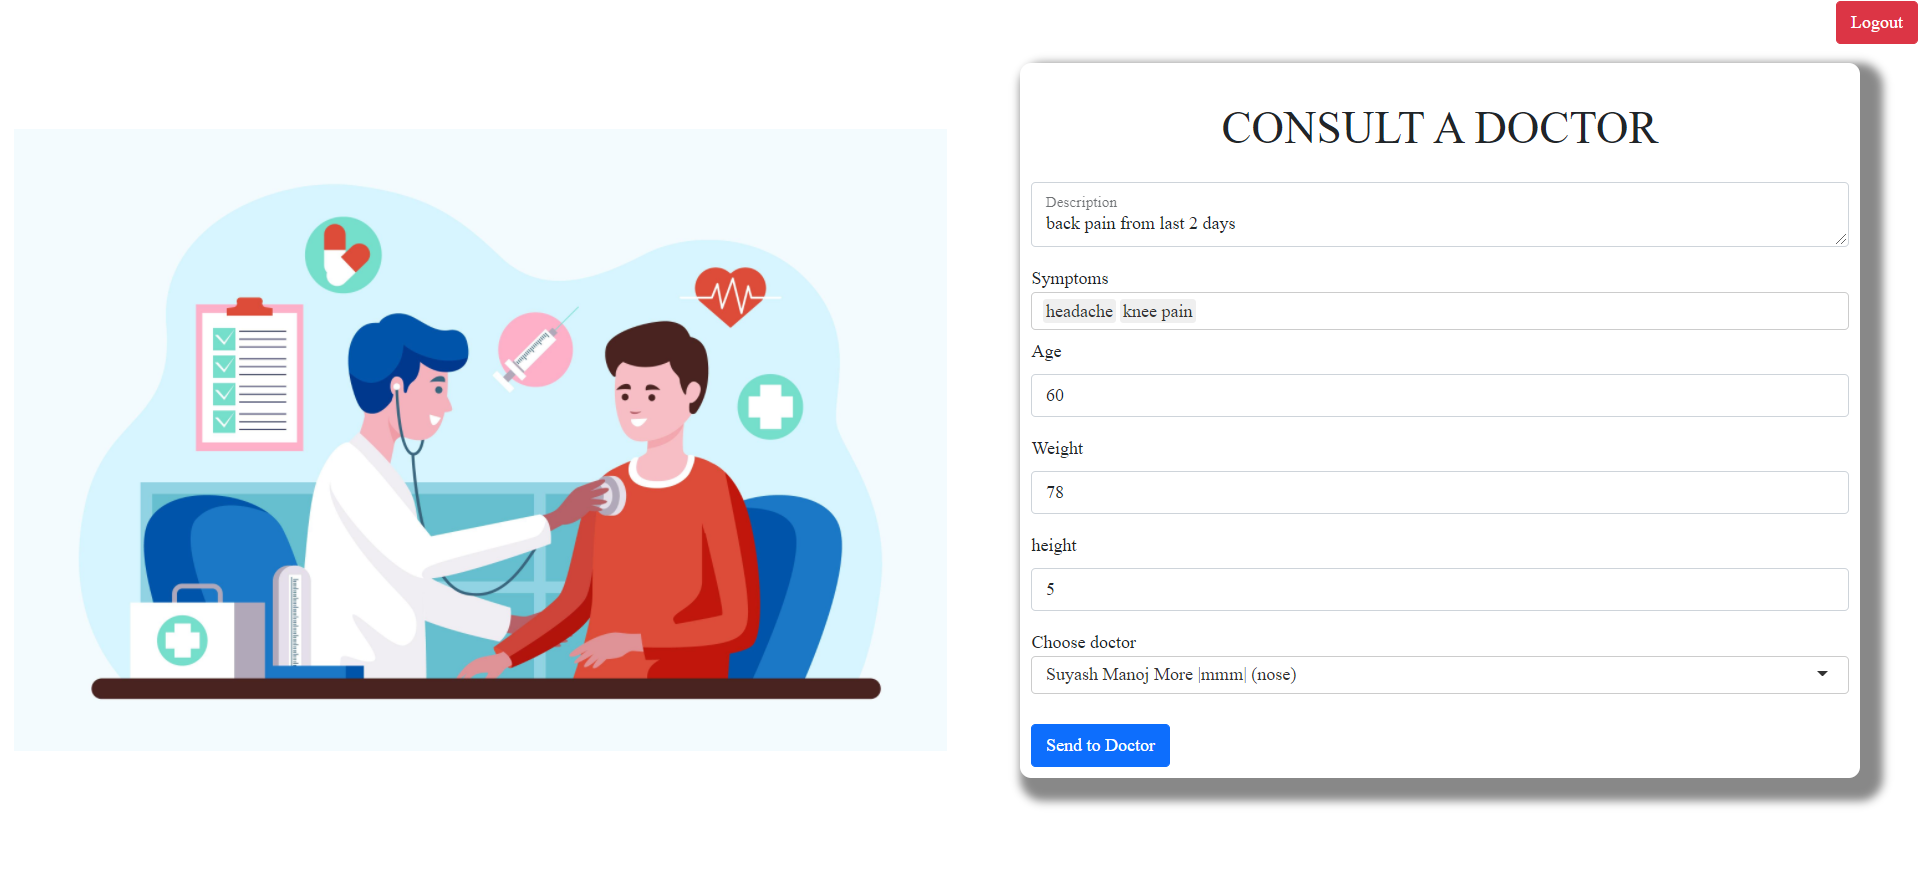 Logout
CONSULT A DOCTOR
Description
back pain from last 2 days
Symptoms
headache knee pain
Age
60
Weight
78
height
5
Choose doctor
Suyash Manoj More |mmm| (nose)
Send to Doctor